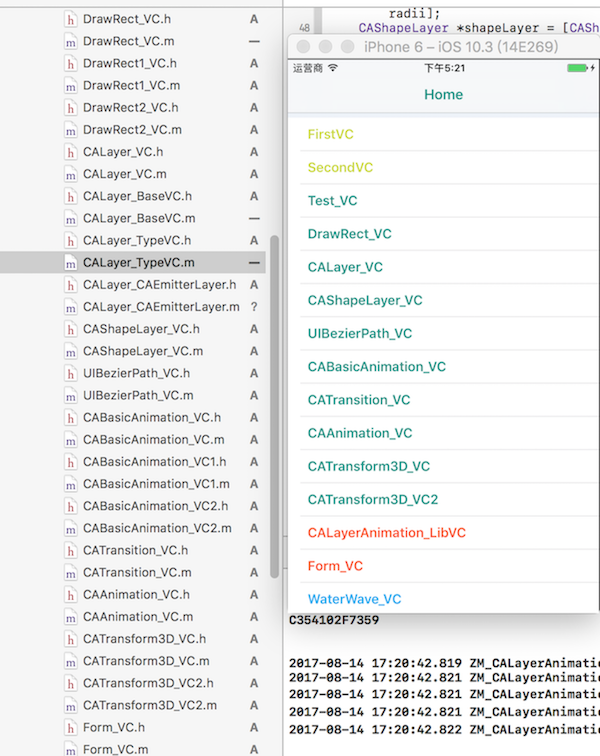 DrawRect_VC.h A
DrawRect_VC.m —
DrawRect1_VC.h A
DrawRect1_VC.m A
DrawRect2_VC.h A
DrawRect2_VC.m A
CALayer_VC.h A
CALayer_VC.m A
CALayer_BaseVC.h A
CALayer_BaseVC.m —
CALayer_TypeVC.h A
CALayer_TypeVC.m —
CALayer_CAEmitterLayer.h A
CALayer_CAEmitterLayer.m ?
CAShapeLayer_VC.h A
CAShapeLayer_VC.m A
UIBezierPath_VC.h A
UIBezierPath_VC.m A
CABasicAnimation_VC.h A
CABasicAnimation_VC.m A
CABasicAnimation_VC1.h A
CABasicAnimation_VC1.m A
CABasicAnimation_VC2.h A
CABasicAnimation_VC2.m A
CATransition_VC.h A
CATransition_VC.m A
CAAnimation_VC.h A
CAAnimation_VC.m A
CATransform3D_VC.h A
CATransform3D_VC.m A
CATransform3D_VC2.h A
CATransform3D_VC2.m A
Form_VC.h A
Form_VC.m A
radii];
48 CAShapeLayer *shapeLayer = [CASh
iPhone 6 – iOS 10.3 (14E269)
运营商 下午5:21
Home
FirstVC
SecondVC
Test_VC
DrawRect_VC
CALayer_VC
CAShapeLayer_VC
UIBezierPath_VC
CABasicAnimation_VC
CATransition_VC
CAAnimation_VC
CATransform3D_VC
CATransform3D_VC2
CALayerAnimation_LibVC
Form_VC
WaterWave_VC
C354102F7359
2017-08-14 17:20:42.819 ZM_CALayerAnimatio
2017-08-14 17:20:42.821 ZM_CALayerAnimatio
2017-08-14 17:20:42.821 ZM_CALayerAnimatio
2017-08-14 17:20:42.821 ZM_CALayerAnimatio
2017-08-14 17:20:42.822 ZM_CALayerAnimatio